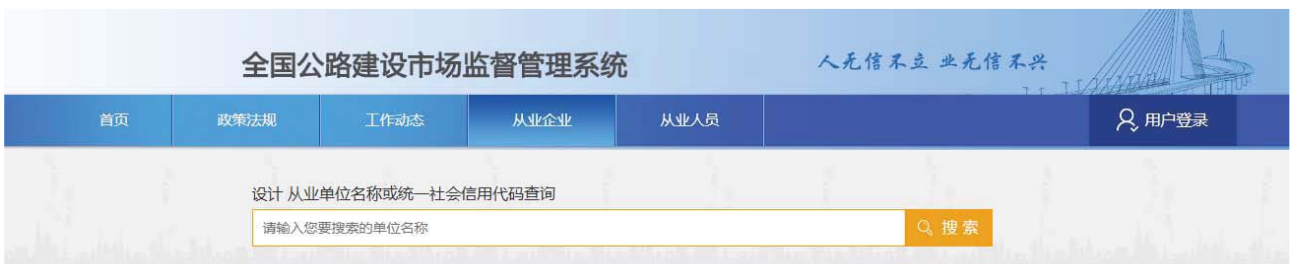 全国公路建设市场监督管理系统
人无信不立 业无信不兴
首页 政策法规 工作动态 从业企业 从业人员 用户登录
设计 从业单位名称或统一社会信用代码查询
请输入您要搜索的单位名称 搜索